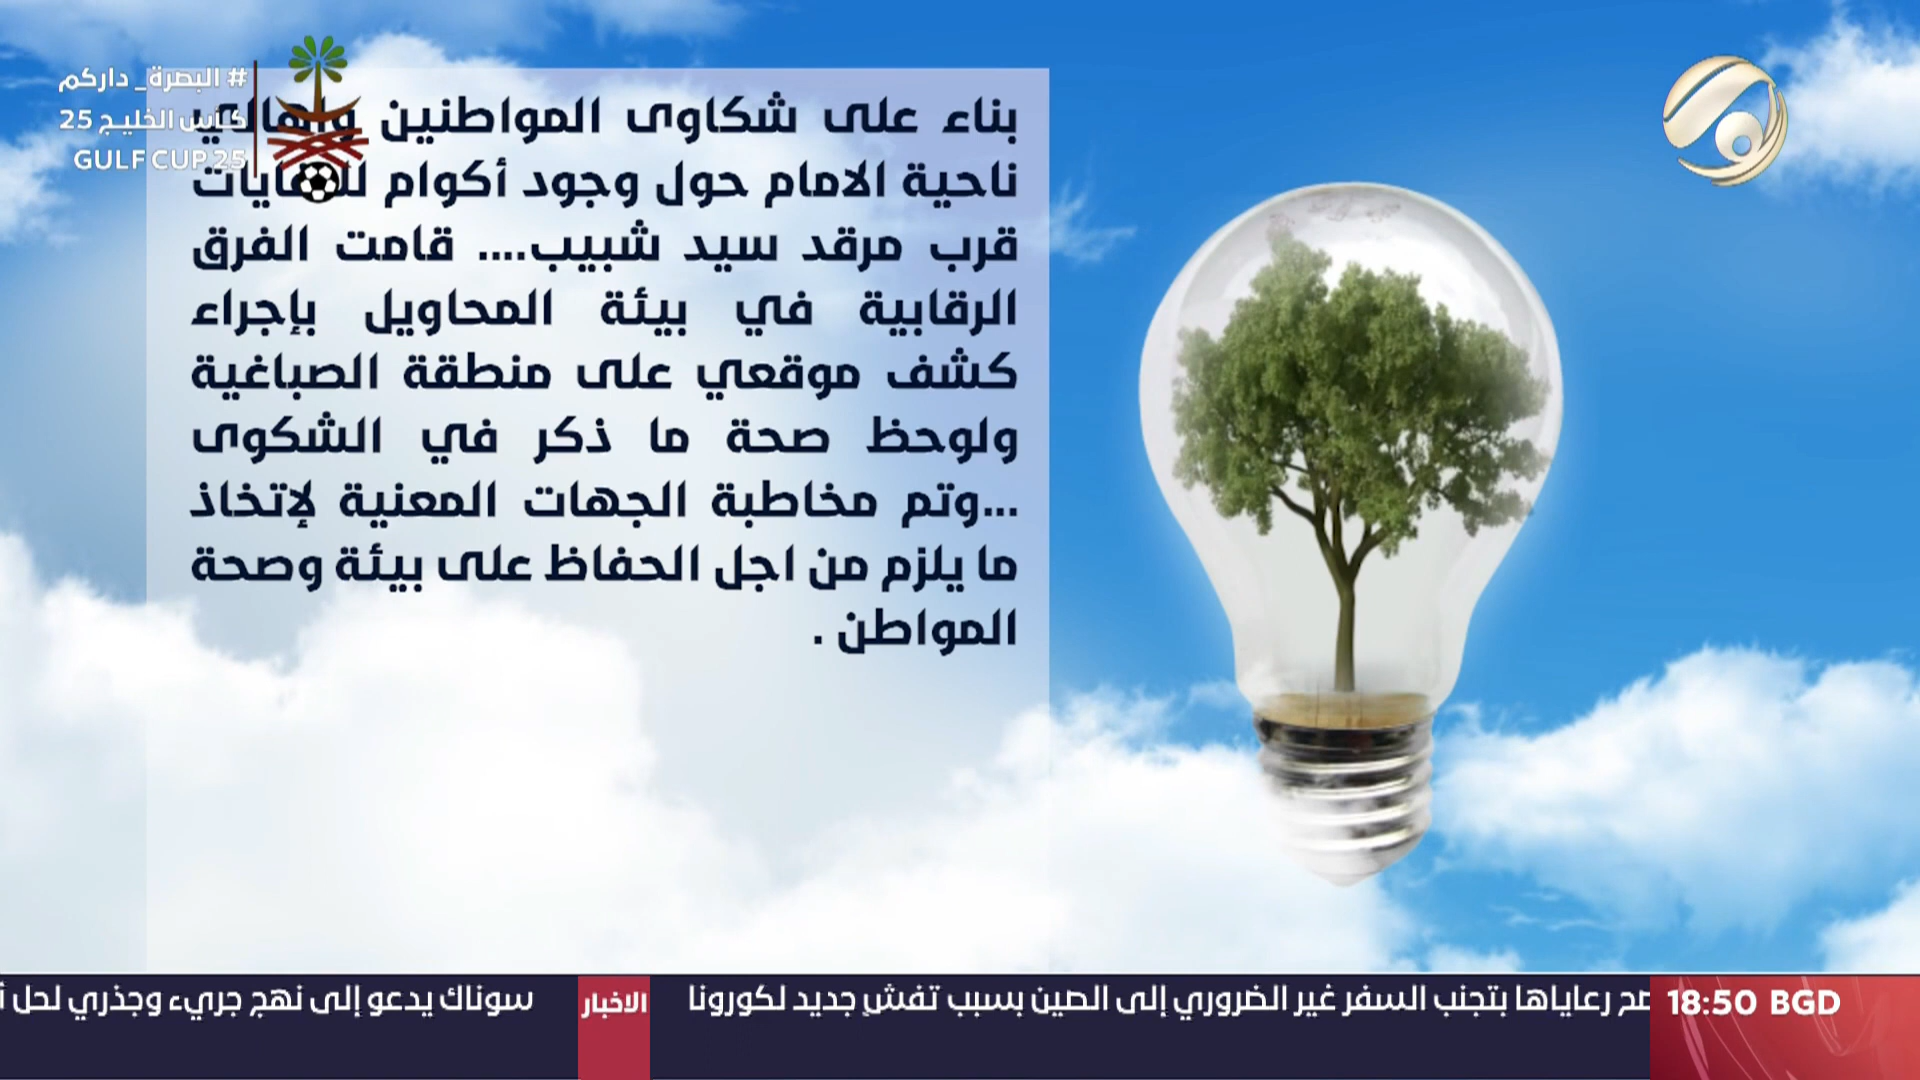 # البصرة_ داركم
كأس الخليج 25
GULF CUP 25
بناء على شكاوى المواطنين واهالي
ناحية الامام حول وجود أكوام للنفايات
قرب مرقد سيد شبيب.... قامت الفرق
الرقابية في بيئة المحاويل بإجراء
كشف موقعي على منطقة الصباغية
ولوحظ صحة ما ذكر في الشكوى
...وتم مخاطبة الجهات المعنية لإتخاذ
ما يلزم من اجل الحفاظ على بيئة وصحة
المواطن .
رعاياها بتجنب السفر غير الضروري إلى الصين بسبب تفشٍ جديد لكورونا
الاخبار
سوناك يدعو إلى نهج جريء وجذري لحل
18:50 BGD